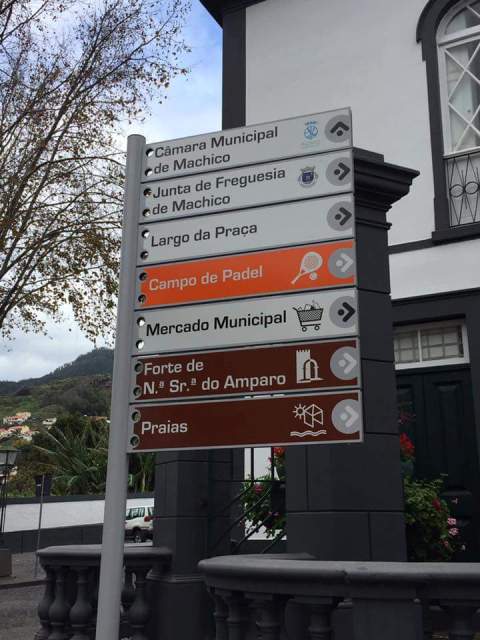 Câmara Municipal
de Machico
Junta de Freguesia
de Machico
Largo da Praça
Campo de Padel
Mercado Municipal
Forte de
N.ª Sr.ª do Amparo
Praias